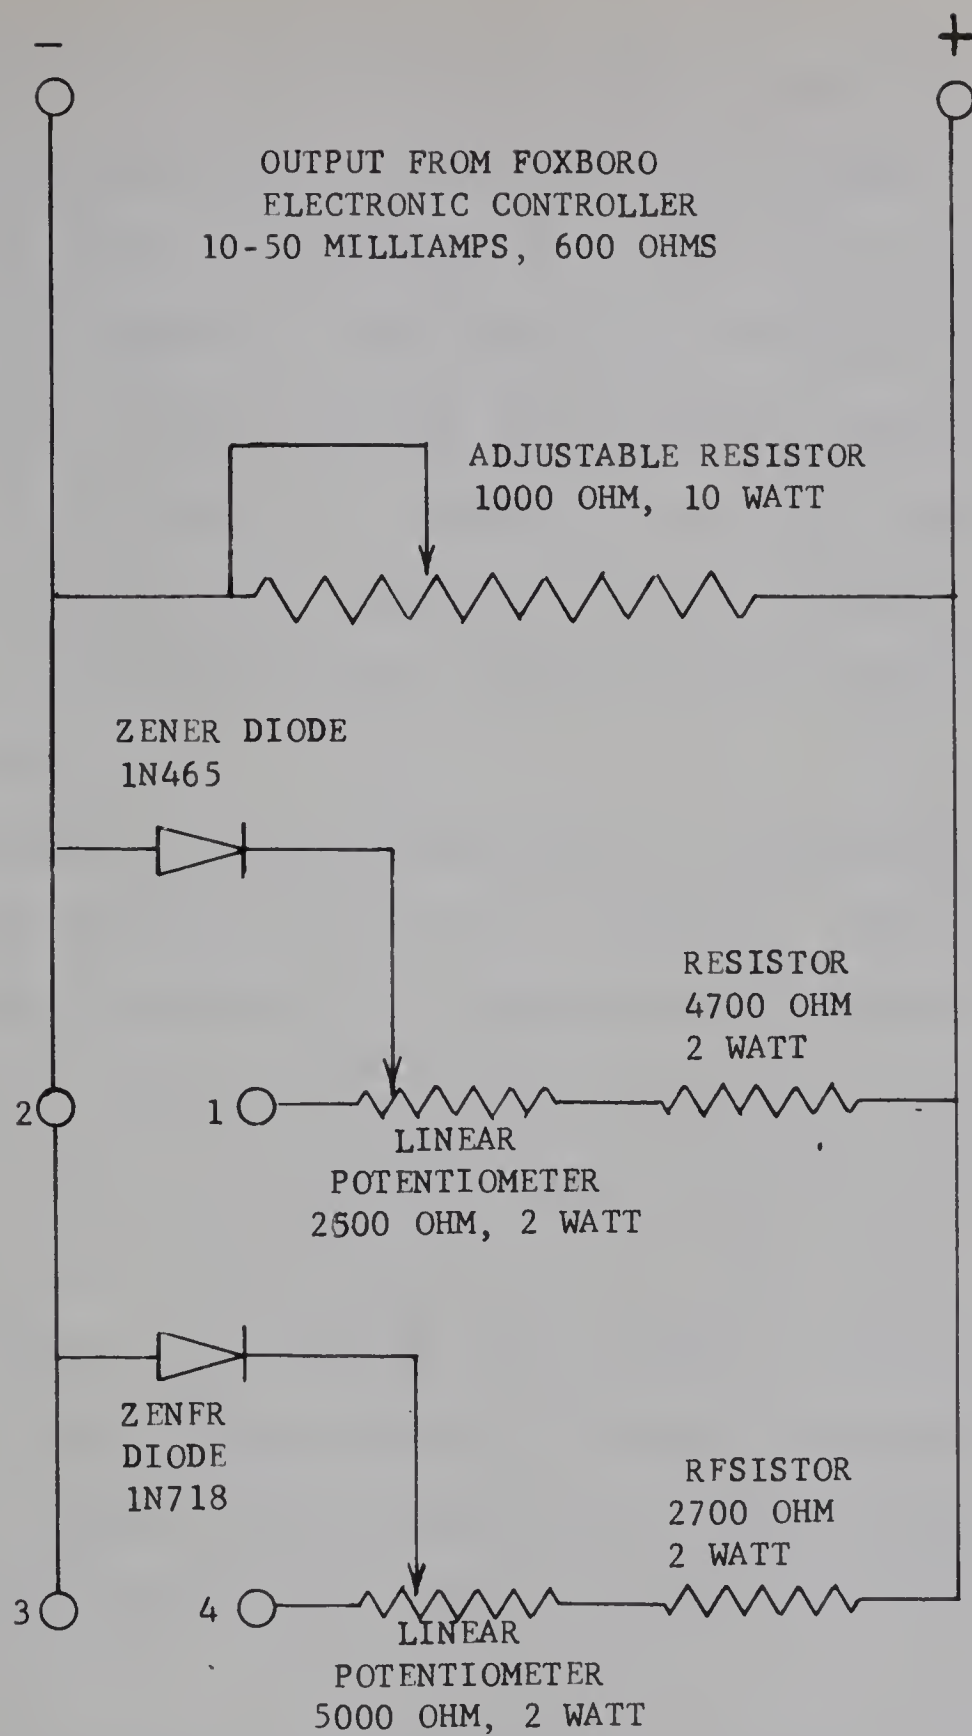 -
+
OUTPUT FROM FOXBORO
ELECTRONIC CONTROLLER
10-50 MILLIAMPS, 600 OHMS
ADJUSTABLE RESISTOR
1000 OHM, 10 WATT
ZENER DIODE
1N465
RESISTOR
4700 OHM
2 WATT
2
1
LINEAR
POTENTIOMETER
2500 OHM, 2 WATT
ZENFR
DIODE
1N718
RFSISTOR
2700 OHM
2 WATT
3
4
LINEAR
POTENTIOMETER
5000 OHM, 2 WATT